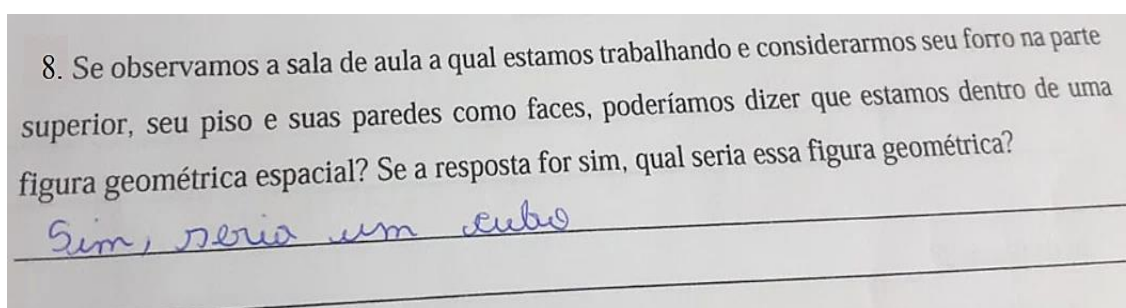 8. Se observamos a sala de aula a qual estamos trabalhando e considerarmos seu forro na parte
superior, seu piso e suas paredes como faces, poderíamos dizer que estamos dentro de uma
figura geométrica espacial? Se a resposta for sim, qual seria essa figura geométrica?
Sim, seria um cubo